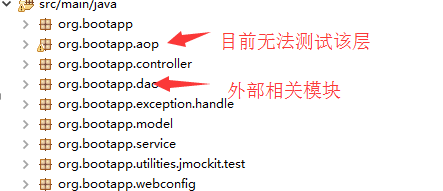 src/main/java
org.bootapp
org.bootapp.aop
目前无法测试该层
org.bootapp.controller
org.bootapp.dao
外部相关模块
org.bootapp.exception.handle
org.bootapp.model
org.bootapp.service
org.bootapp.utilities.jmockit.test
org.bootapp.webconfig